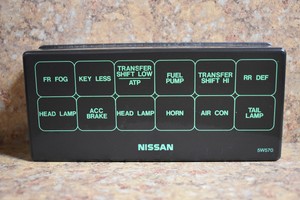 FR FOG
KEY LESS
TRANSFER
SHIFT LOW
ATP
FUEL
PUMP
TRANSFER
SHIFT HI
RR DEF
HEAD LAMP
ACC
BRAKE
HEAD LAMP
HORN
AIR CON
TAIL
LAMP
NISSAN
5W570